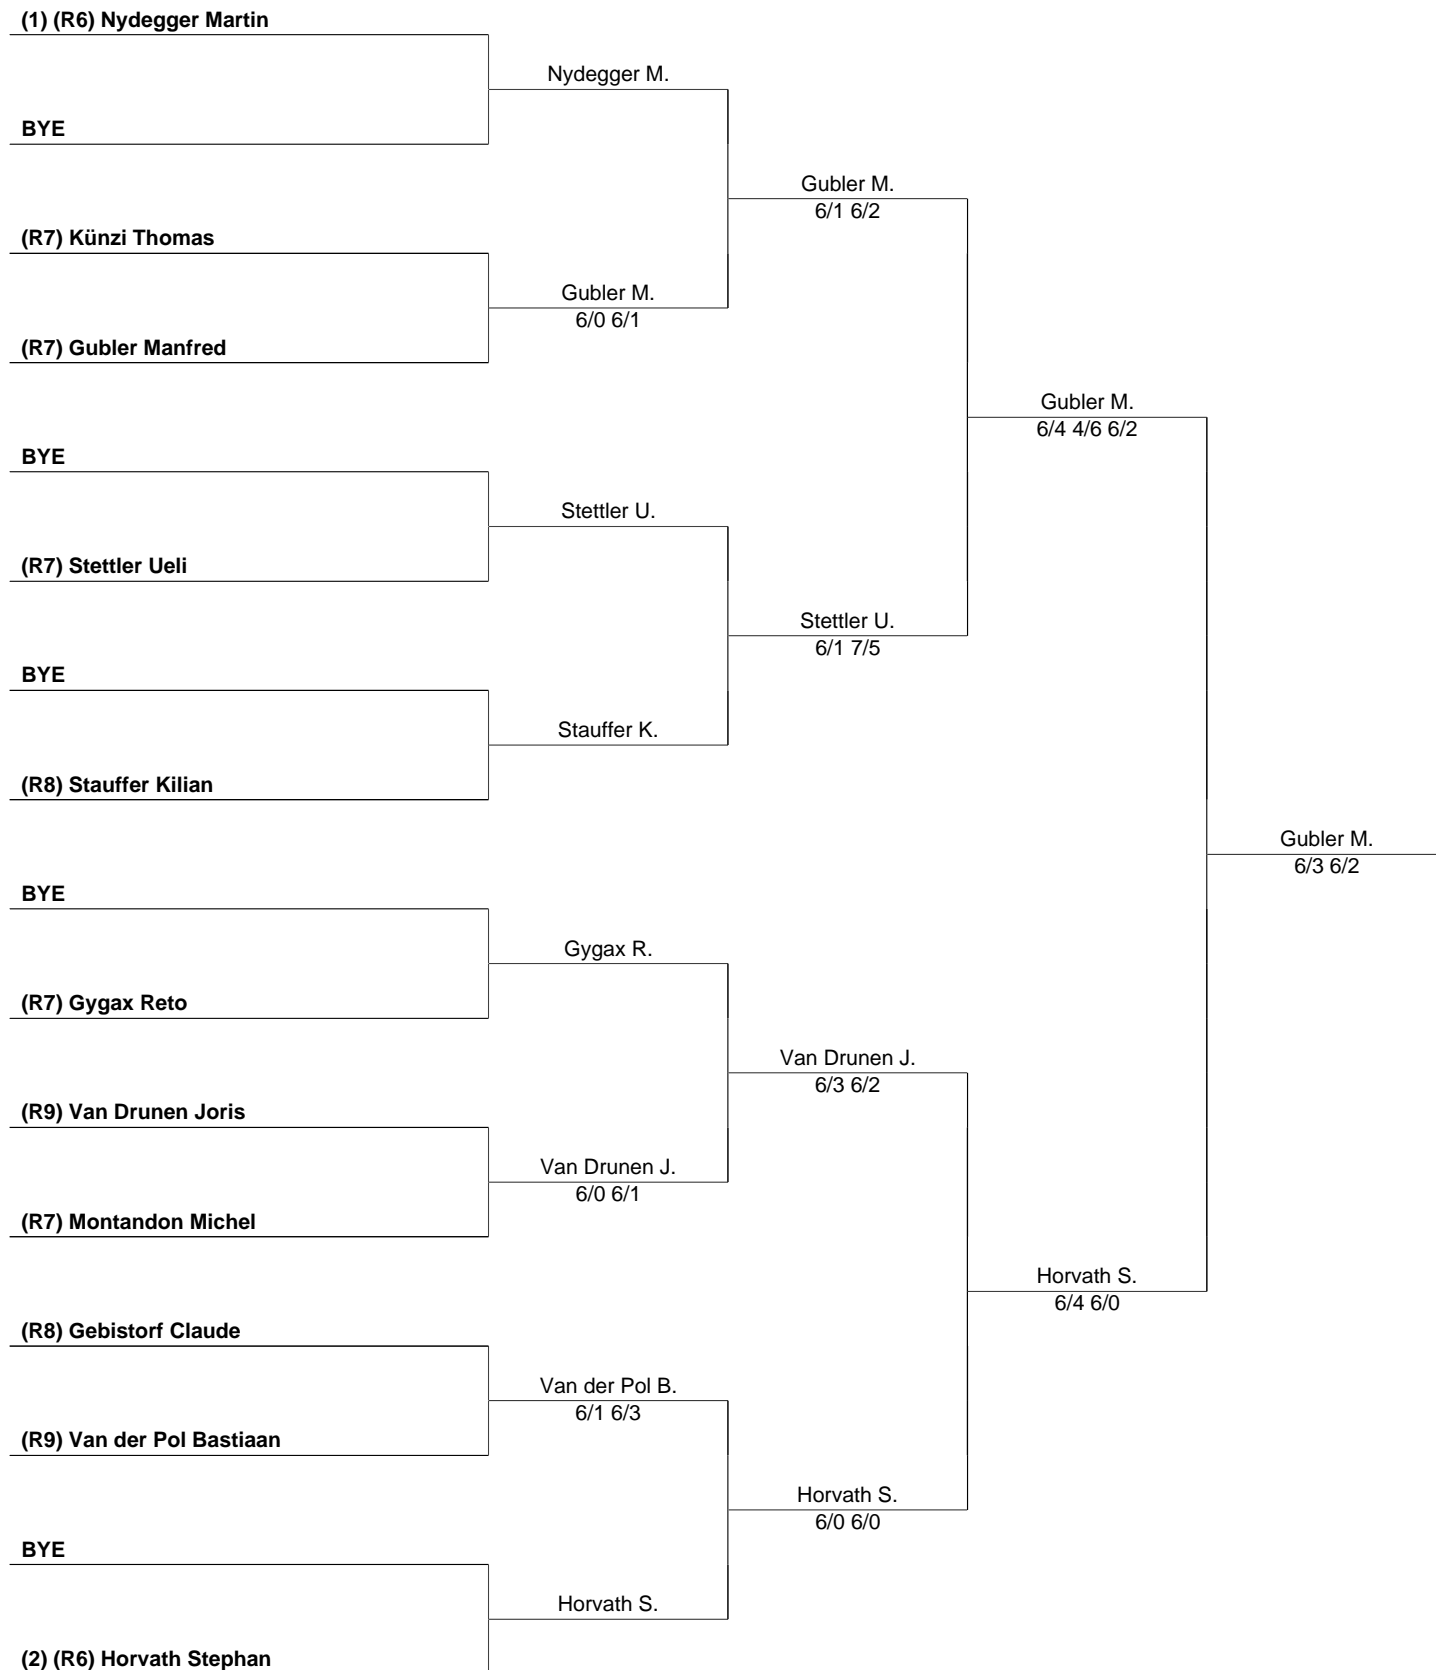 (1) (R6) Nydegger Martin
Nydegger M.
BYE
Gubler M.
6/1 6/2
(R7) Künzi Thomas
Gubler M.
6/0 6/1
(R7) Gubler Manfred
Gubler M.
6/4 4/6 6/2
BYE
Stettler U.
(R7) Stettler Ueli
Stettler U.
6/1 7/5
BYE
Stauffer K.
(R8) Stauffer Kilian
Gubler M.
6/3 6/2
BYE
Gygax R.
(R7) Gygax Reto
Van Drunen J.
6/3 6/2
(R9) Van Drunen Joris
Van Drunen J.
6/0 6/1
(R7) Montandon Michel
Horvath S.
6/4 6/0
(R8) Gebistorf Claude
Van der Pol B.
6/1 6/3
(R9) Van der Pol Bastiaan
Horvath S.
6/0 6/0
BYE
Horvath S.
(2) (R6) Horvath Stephan